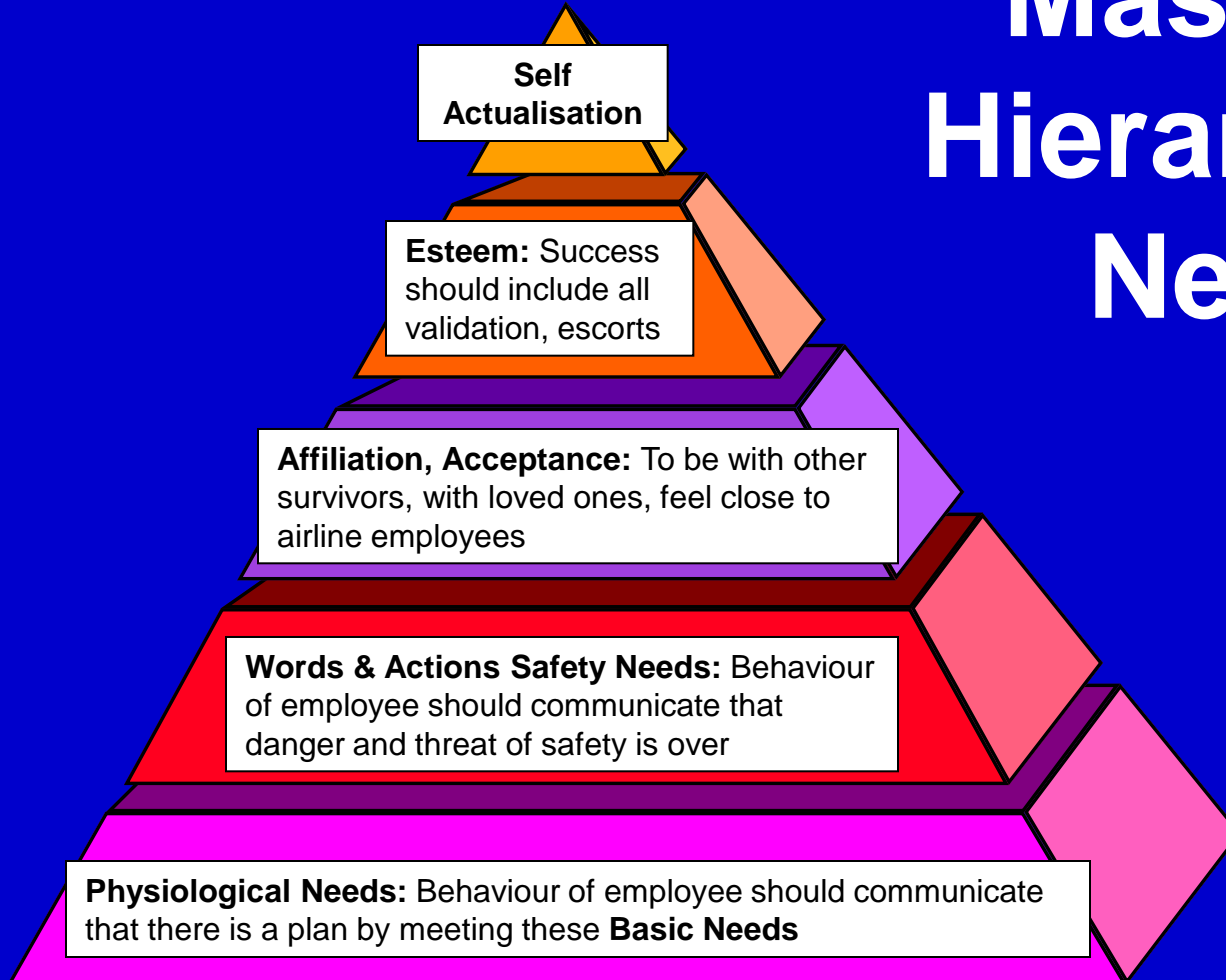 Mas
Hierar
Ne
Self
Actualisation
Esteem: Success
should include all
validation, escorts
Affiliation, Acceptance: To be with other
survivors, with loved ones, feel close to
airline employees
Words & Actions Safety Needs: Behaviour
of employee should communicate that
danger and threat of safety is over
Physiological Needs: Behaviour of employee should communicate
that there is a plan by meeting these Basic Needs